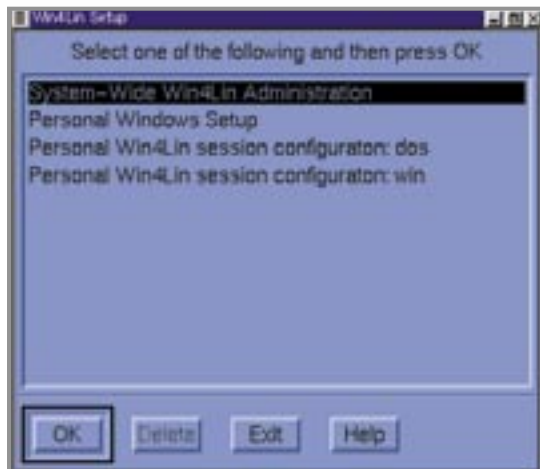 Win4Lin Setup
Select one of the following and then press OK
System-Wide Win4Lin Administration
Personal Windows Setup
Personal Win4Lin session configuraton: dos
Personal Win4Lin session configuraton: win
OK
Delete
Exit
Help